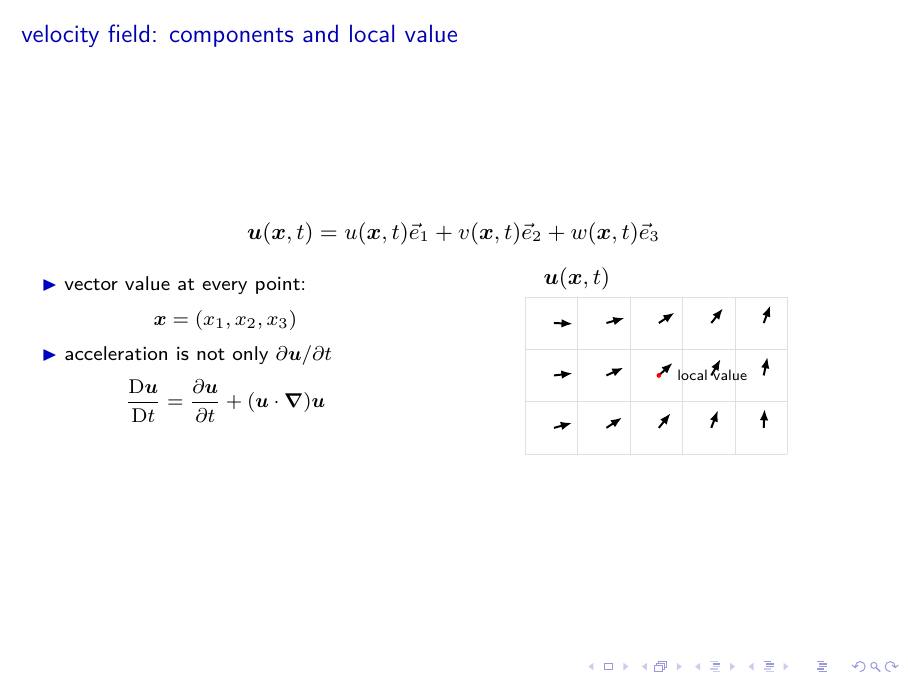 velocity field: components and local value
𝒖(𝒙, t) = u(𝒙, t)e⃗₁ + v(𝒙, t)e⃗₂ + w(𝒙, t)e⃗₃
▶ vector value at every point:
𝒙 = (x₁, x₂, x₃)
▶ acceleration is not only ∂𝒖/∂t
D𝒖/Dt = ∂𝒖/∂t + (𝒖 · ∇)𝒖
𝒖(𝒙, t)
local value